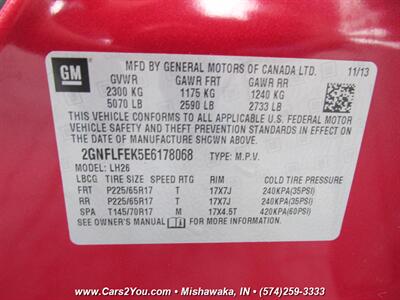 GM
MFD BY GENERAL MOTORS OF CANADA LTD. 11/13
GVWR GAWR FRT GAWR RR
2300 KG 1175 KG 1240 KG
5070 LB 2590 LB 2733 LB
THIS VEHICLE CONFORMS TO ALL APPLICABLE U.S. FEDERAL MOTOR
VEHICLE SAFETY, BUMPER, AND THEFT PREVENTION STANDARDS IN EFFECT ON
THE DATE OF MANUFACTURE SHOWN ABOVE.
2GNFLFEK5E6178068 TYPE: M.P.V.
MODEL: LH26
LBCG TIRE SIZE SPEED RTG RIM COLD TIRE PRESSURE
FRT P225/65R17 T 17X7J 240KPA(35PSI)
RR P225/65R17 T 17X7J 240KPA(35PSI)
SPA T145/70R17 M 17X4.5T 420KPA(60PSI)
SEE OWNER'S MANUAL FOR MORE INFORMATION.
www.Cars2You.com - Mishawaka, IN - (574)-259-3333